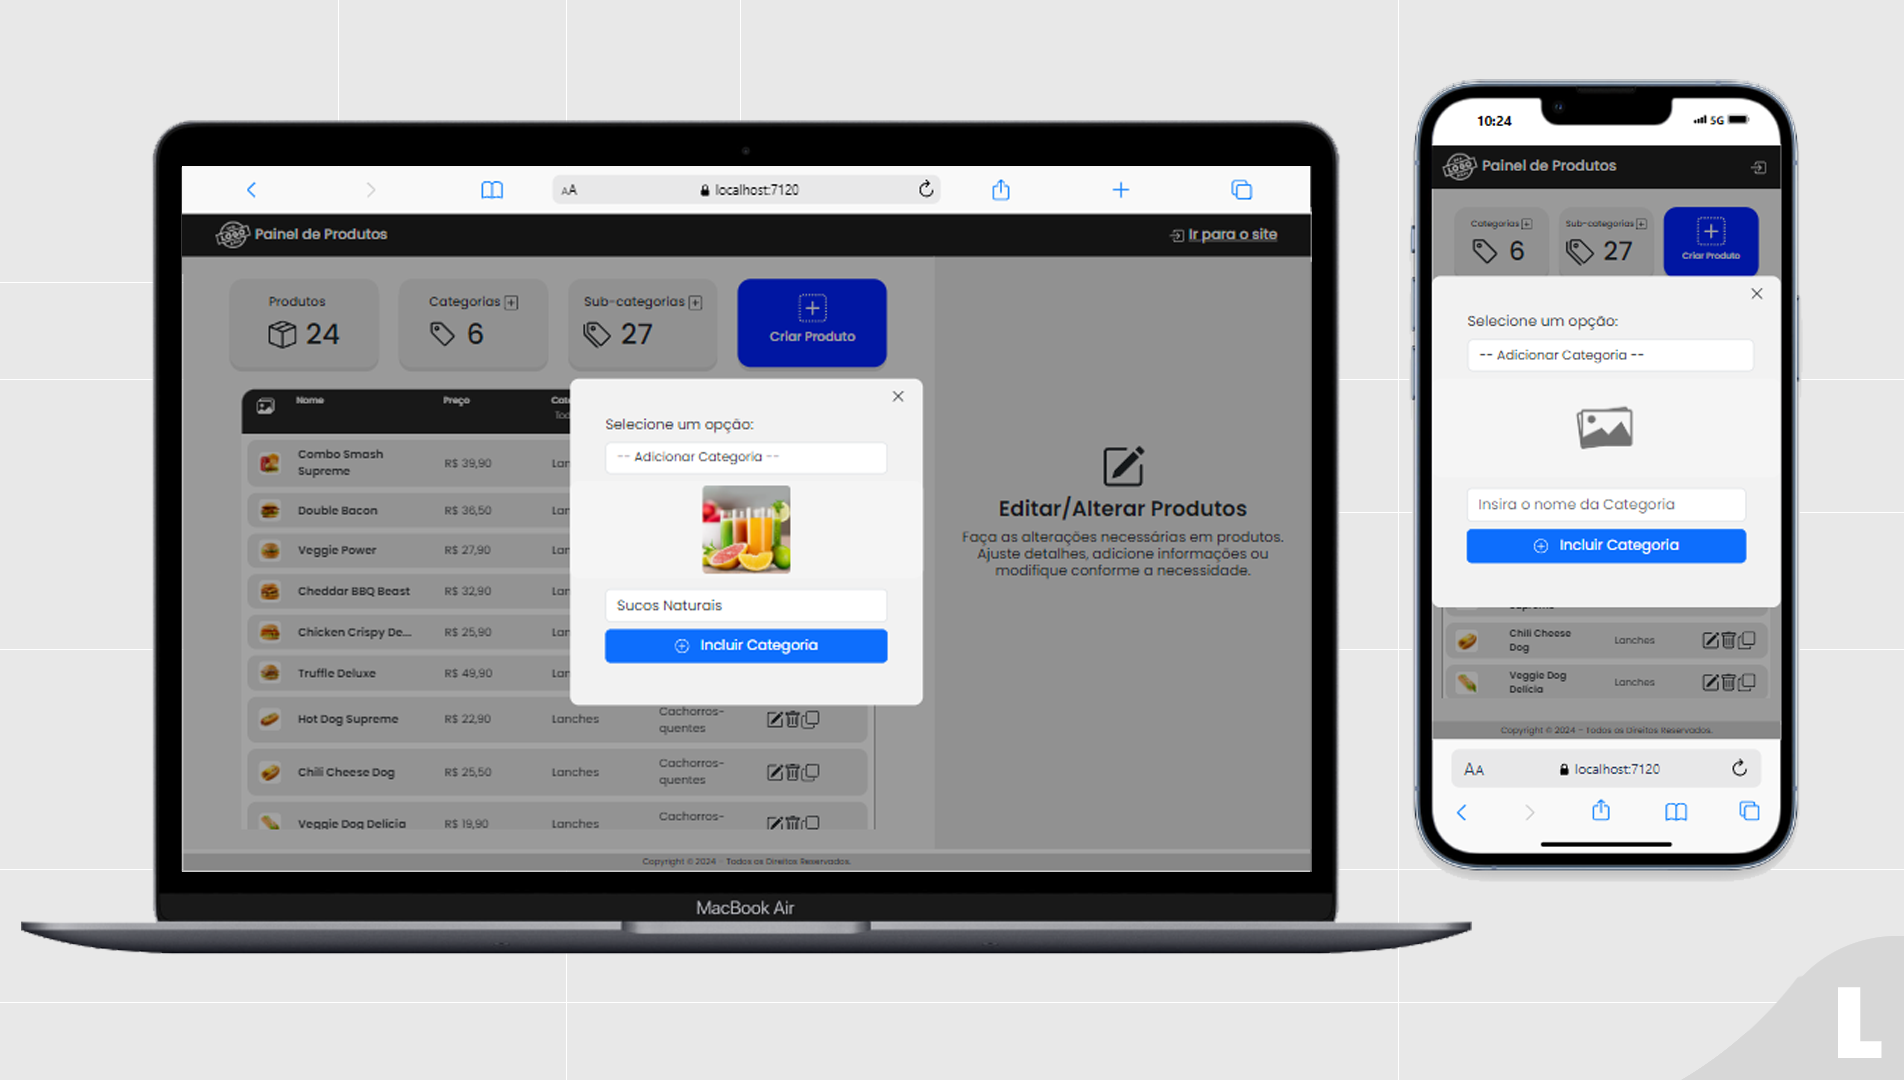 localhost:7120
AA
LOGO
Painel de Produtos
Ir para o site
Produtos
24
Categorias
6
Sub-categorias
27
Criar Produto
Nome
Preço
Cate
Tod
Combo Smash
Supreme
R$ 39,90
Lan
Double Bacon
R$ 36,50
Lan
Veggie Power
R$ 27,90
Lan
Cheddar BBQ Beast
R$ 32,90
Lan
Chicken Crispy De...
R$ 25,90
Lan
Truffle Deluxe
R$ 49,90
Lan
Hot Dog Supreme
R$ 22,90
Lanches
Cachorros-
quentes
Chili Cheese Dog
R$ 25,50
Lanches
Cachorros-
quentes
Veggie Dog Delícia
R$ 19,90
Lanches
Cachorros-
Selecione um opção:
-- Adicionar Categoria --
Sucos Naturais
Incluir Categoria
Editar/Alterar Produtos
Faça as alterações necessárias em produtos.
Ajuste detalhes, adicione informações ou
modifique conforme a necessidade.
Copyright © 2024 - Todos os Direitos Reservados.
MacBook Air
10:24
5G
LOGO
Painel de Produtos
Categorias
6
Sub-categorias
27
Criar Produto
Selecione um opção:
-- Adicionar Categoria --
Insira o nome da Categoria
Incluir Categoria
Supreme
Chili Cheese
Dog
Lanches
Veggie Dog
Delícia
Lanches
Copyright © 2024 - Todos os Direitos Reservados.
AA
localhost:7120
L